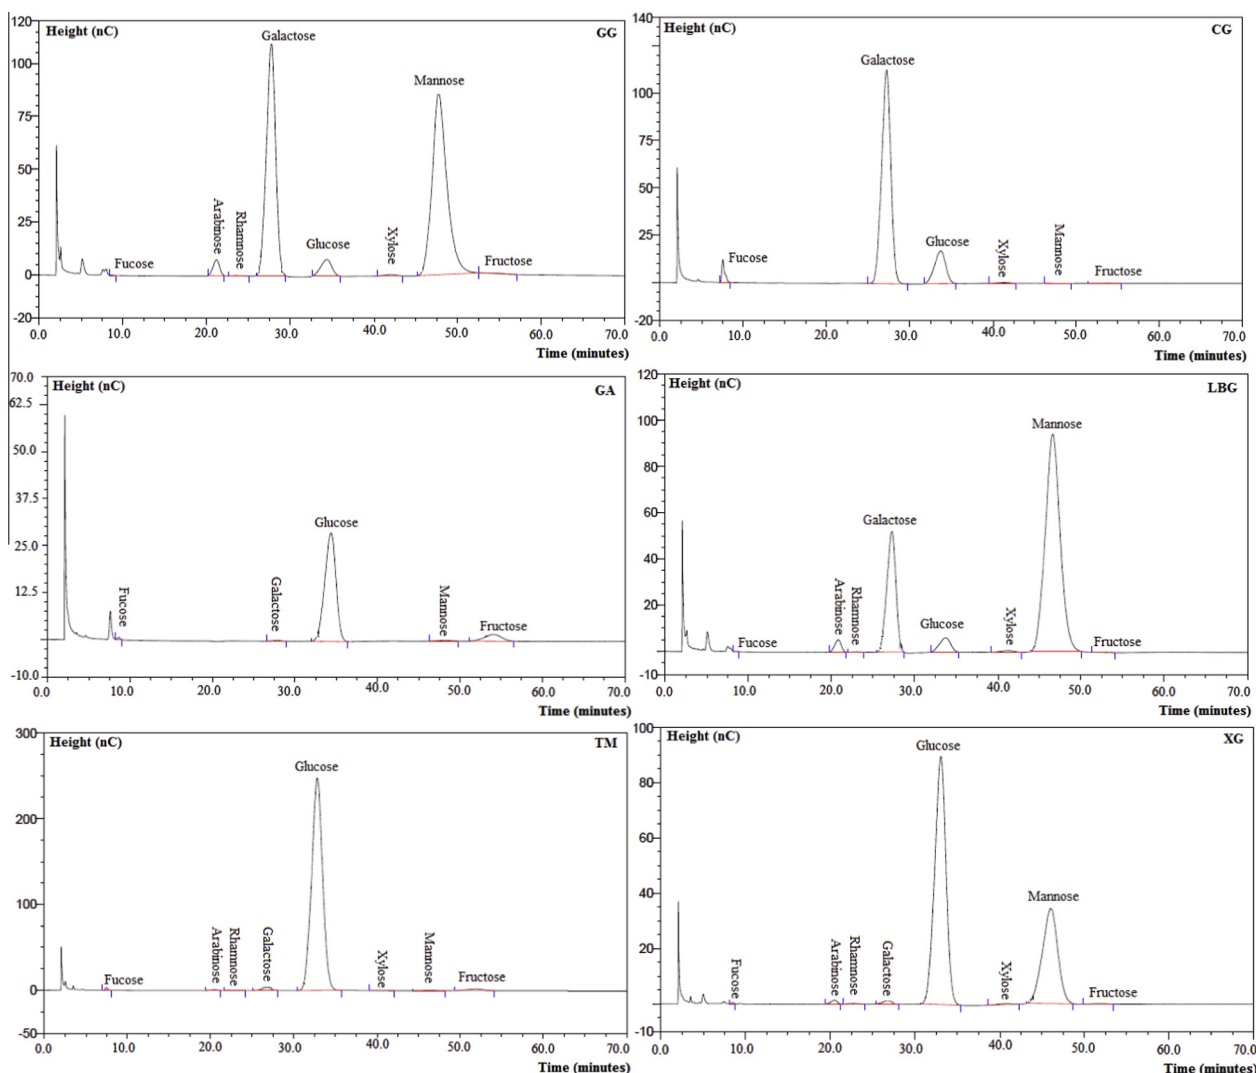 Height (nC)
GG
120
100
75
50
25
0
-20
Galactose
Mannose
Arabinose
Rhamnose
Glucose
Xylose
Fucose
Fructose
0.0 10.0 20.0 30.0 40.0 50.0 60.0 70.0
Time (minutes)
Height (nC)
CG
140
100
75
50
25
-20
Galactose
Glucose
Fucose
Xylose
Mannose
Fructose
0.0 10.0 20.0 30.0 40.0 50.0 60.0 70.0
Time (minutes)
Height (nC)
GA
70.0
62.5
50.0
37.5
25.0
12.5
-10.0
Glucose
Fucose
Galactose
Mannose
Fructose
0.0 10.0 20.0 30.0 40.0 50.0 60.0 70.0
Time (minutes)
Height (nC)
LBG
120
100
80
60
40
20
-10
Mannose
Galactose
Arabinose
Rhamnose
Glucose
Xylose
Fucose
Fructose
0.0 10.0 20.0 30.0 40.0 50.0 60.0 70.0
Time (minutes)
Height (nC)
TM
300
200
100
0
-50
Glucose
Fucose
Arabinose
Rhamnose
Galactose
Xylose
Mannose
Fructose
0.0 10.0 20.0 30.0 40.0 50.0 60.0 70.0
Time (minutes)
Height (nC)
XG
100
80
60
40
20
-10
Glucose
Mannose
Fucose
Arabinose
Rhamnose
Galactose
Xylose
Fructose
0.0 10.0 20.0 30.0 40.0 50.0 60.0 70.0
Time (minutes)